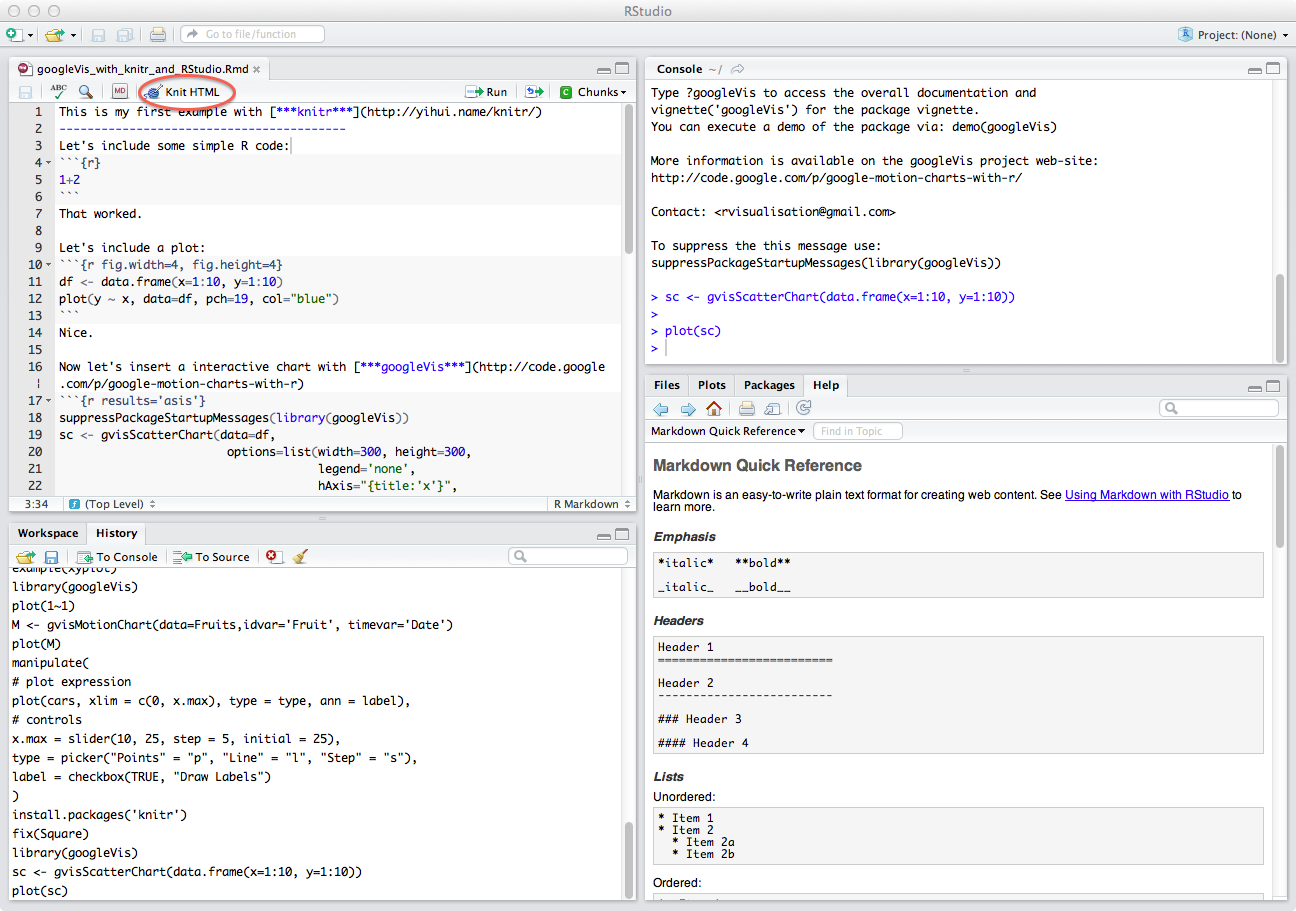 RStudio
Go to file/function
Project: (None)
googleVis_with_knitr_and_RStudio.Rmd
ABC
MD
Knit HTML
Run
C Chunks
1 This is my first example with [***knitr***](http://yihui.name/knitr/)
2 -----------------------------------------
3 Let's include some simple R code:
4 ```{r}
5 1+2
6 ```
7 That worked.
8
9 Let's include a plot:
10 ```{r fig.width=4, fig.height=4}
11 df <- data.frame(x=1:10, y=1:10)
12 plot(y ~ x, data=df, pch=19, col="blue")
13 ```
14 Nice.
15
16 Now let's insert a interactive chart with [***googleVis***](http://code.google
.com/p/google-motion-charts-with-r)
17 ```{r results='asis'}
18 suppressPackageStartupMessages(library(googleVis))
19 sc <- gvisScatterChart(data=df,
20 options=list(width=300, height=300,
21 legend='none',
22 hAxis="{title:'x'}",
3:34
(Top Level)
R Markdown
Workspace
History
To Console
To Source
example(xyplot)
library(googleVis)
plot(1~1)
M <- gvisMotionChart(data=Fruits,idvar='Fruit', timevar='Date')
plot(M)
manipulate(
# plot expression
plot(cars, xlim = c(0, x.max), type = type, ann = label),
# controls
x.max = slider(10, 25, step = 5, initial = 25),
type = picker("Points" = "p", "Line" = "l", "Step" = "s"),
label = checkbox(TRUE, "Draw Labels")
)
install.packages('knitr')
fix(Square)
library(googleVis)
sc <- gvisScatterChart(data.frame(x=1:10, y=1:10))
plot(sc)
Console ~/
Type ?googleVis to access the overall documentation and
vignette('googleVis') for the package vignette.
You can execute a demo of the package via: demo(googleVis)
More information is available on the googleVis project web-site:
http://code.google.com/p/google-motion-charts-with-r/
Contact: <rvisualisation@gmail.com>
To suppress the this message use:
suppressPackageStartupMessages(library(googleVis))
> sc <- gvisScatterChart(data.frame(x=1:10, y=1:10))
>
> plot(sc)
>
Files
Plots
Packages
Help
Markdown Quick Reference
Find in Topic
Markdown Quick Reference
Markdown is an easy-to-write plain text format for creating web content. See Using Markdown with RStudio to
learn more.
Emphasis
*italic* **bold**
_italic_ __bold__
Headers
Header 1
=========================
Header 2
-------------------------
### Header 3
#### Header 4
Lists
Unordered:
* Item 1
* Item 2
* Item 2a
* Item 2b
Ordered: